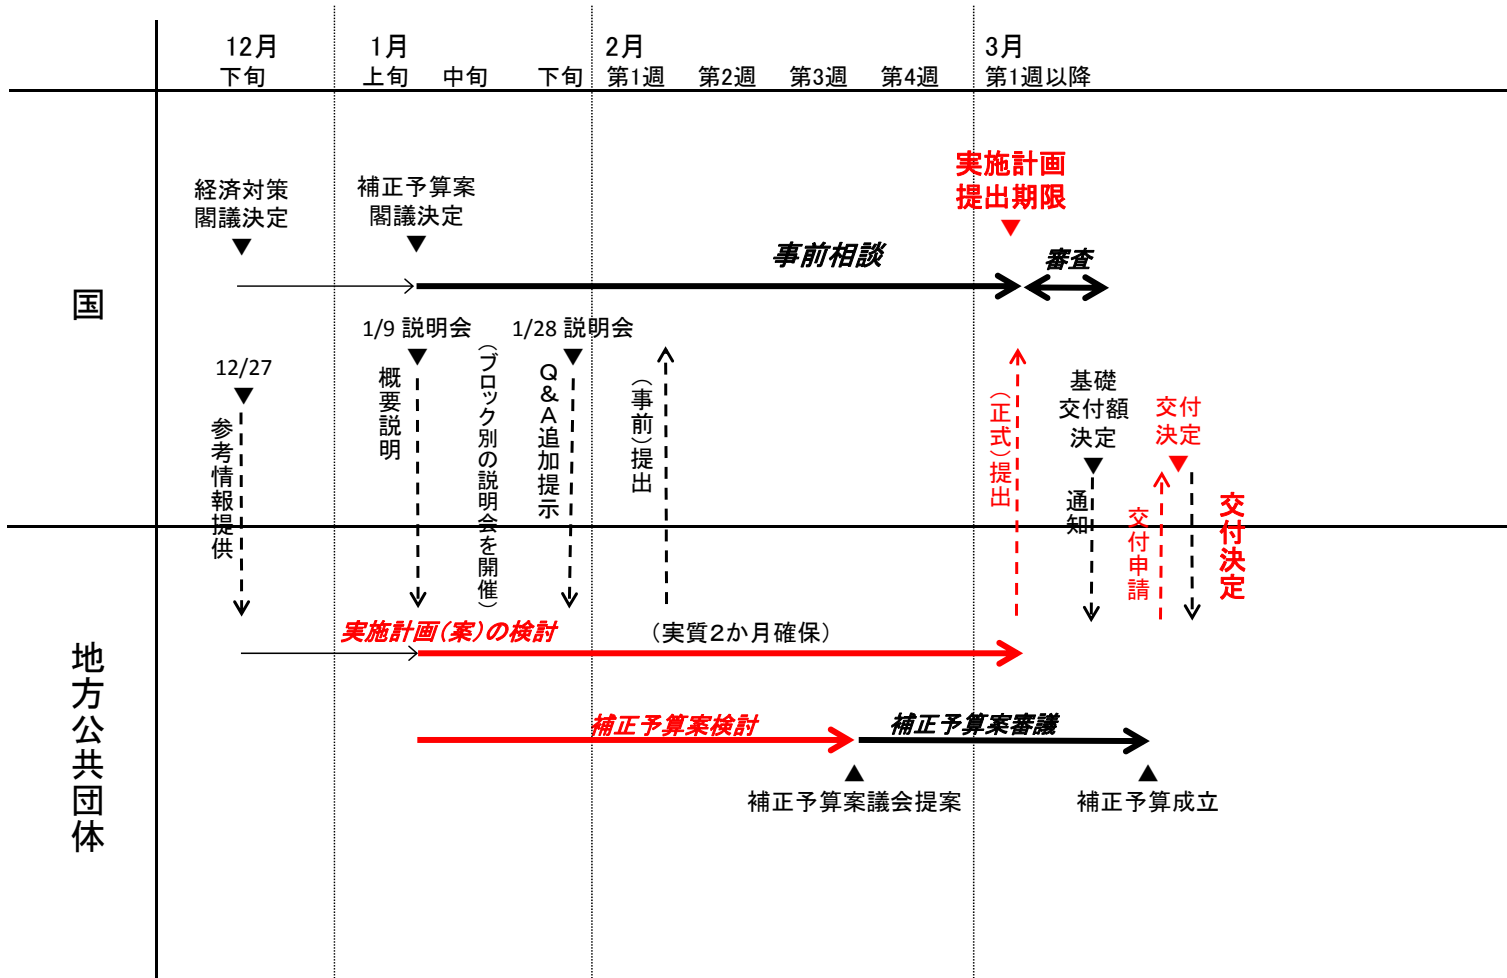 12月
下旬
1月
上旬
中旬
下旬
2月
第1週
第2週
第3週
第4週
3月
第1週以降
国
経済対策
閣議決定
▼
補正予算案
閣議決定
▼
実施計画
提出期限
▼
事前相談
審査
12/27
▼
参考情報提供
1/9 説明会
▼
概要説明
（ブロック別の説明会を開催）
1/28 説明会
▼
Q&A追加提示
（事前）提出
（正式）提出
基礎
交付額
決定
▼
通知
交付
決定
▼
交付申請
交付決定
地方公共団体
実施計画（案）の検討
（実質２か月確保）
補正予算案検討
補正予算案審議
▲
補正予算案議会提案
▲
補正予算成立